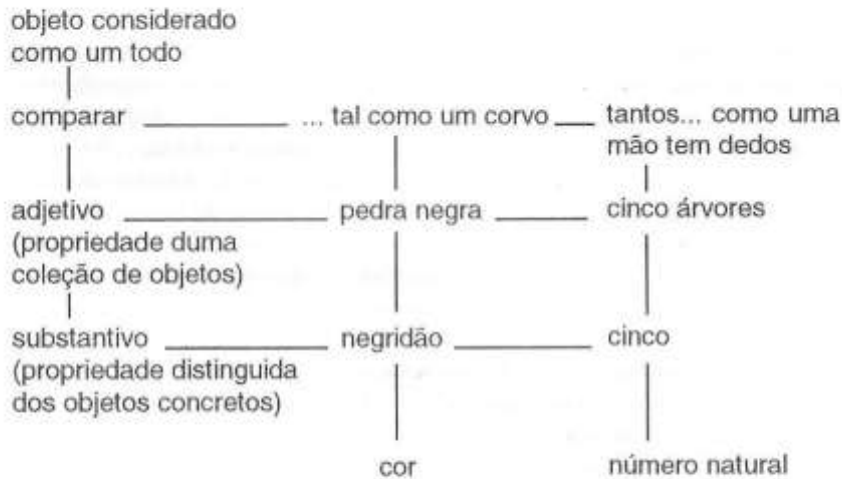 objeto considerado
como um todo
comparar ... tal como um corvo tantos... como uma
mão tem dedos
adjetivo pedra negra cinco árvores
(propriedade duma
coleção de objetos)
substantivo negridão cinco
(propriedade distinguida
dos objetos concretos)
cor número natural